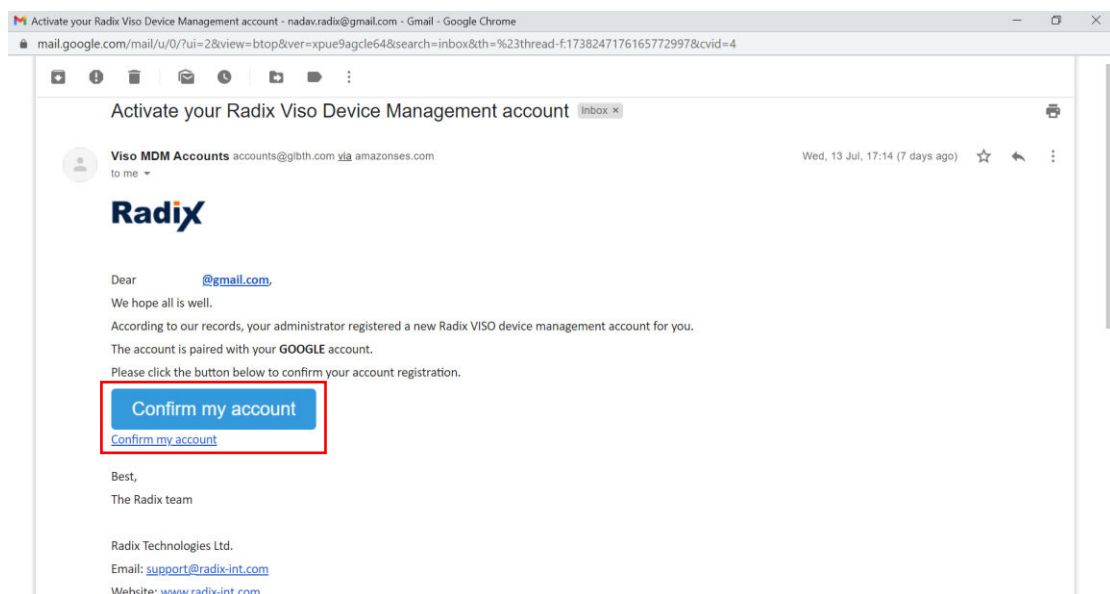 Activate your Radix Viso Device Management account - nadav.radix@gmail.com - Gmail - Google Chrome
mail.google.com/mail/u/0/?ui=2&view=btop&ver=xpue9agcle64&search=inbox&th=%23thread-f:1738247176165772997&cvid=4
Activate your Radix Viso Device Management account Inbox ×
Viso MDM Accounts accounts@glbth.com via amazonses.com Wed, 13 Jul, 17:14 (7 days ago)
to me
Radix
Dear @gmail.com,
We hope all is well.
According to our records, your administrator registered a new Radix VISO device management account for you.
The account is paired with your GOOGLE account.
Please click the button below to confirm your account registration.
Confirm my account
Confirm my account
Best,
The Radix team
Radix Technologies Ltd.
Email: support@radix-int.com
Website: www.radix-int.com